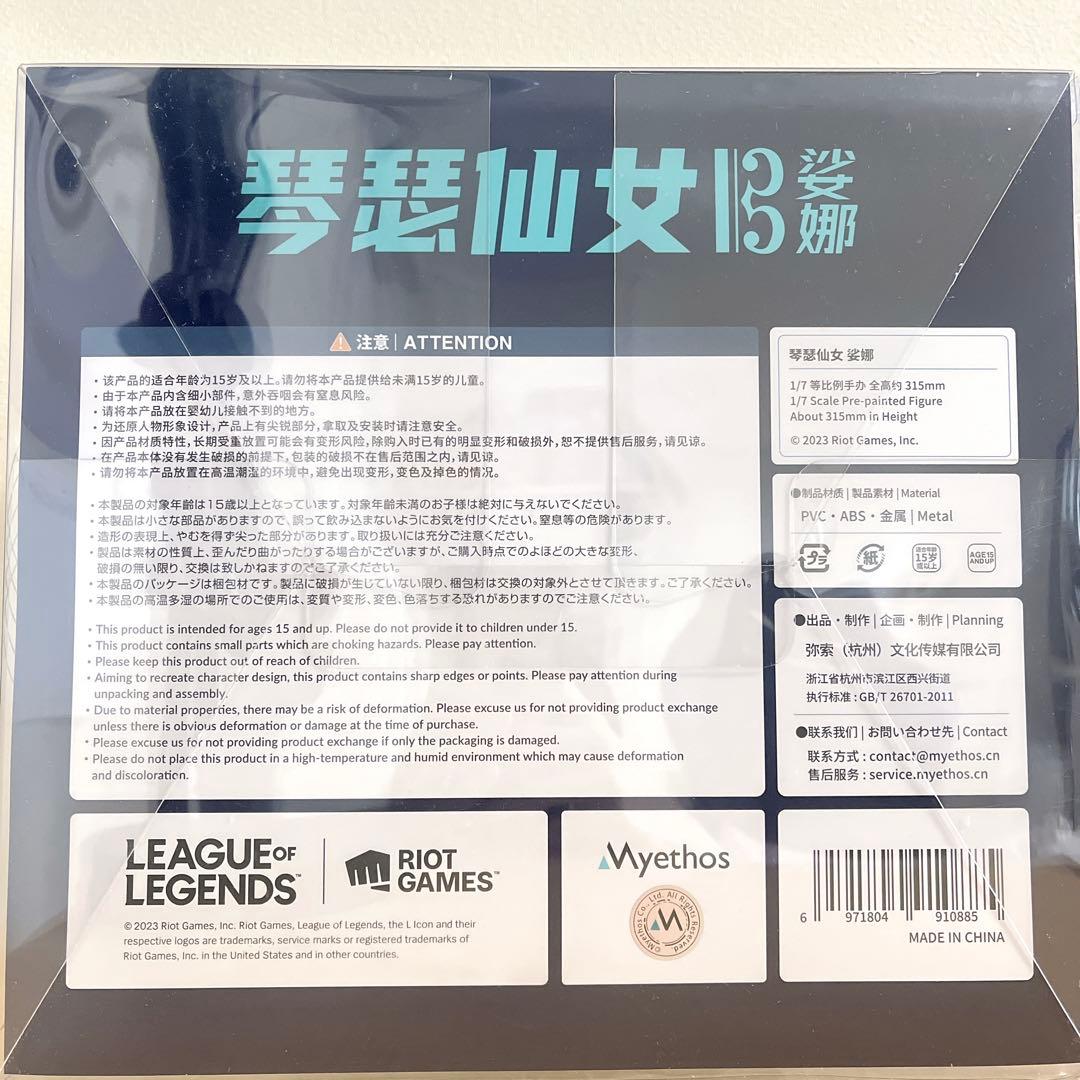 琴瑟仙女 娑娜
注意 | ATTENTION
・该产品的适合年龄为15岁及以上。请勿将本产品提供给未满15岁的儿童。
・由于本产品内含细小部件，意外吞咽会有窒息风险。
・请将本产品放在婴幼儿接触不到的地方。
・为还原人物形象设计，产品上有尖锐部分，拿取及安装时请注意安全。
・因产品材质特性，长期受重放置可能会有变形风险，除购入时已有的明显变形和破损外，恕不提供售后服务，请见谅。
・在产品本体没有发生破损的前提下，包装的破损不在售后范围之内，请见谅。
・请勿将本产品放置在高温潮湿的环境中，避免出现变形，变色及掉色的情况。
・本製品の対象年齢は15歳以上となっています。対象年齢未満のお子様は絶対に与えないでください。
・本製品は小さな部品がありますので、誤って飲み込まないようにお気を付けください。窒息等の危険があります。
・造形の表現上、やむを得ず尖った部分があります。取り扱いには充分ご注意ください。
・製品は素材の性質上、歪んだり曲がったりする場合がございますが、ご購入時点でのよほどの大きな変形、
破損の無い限り、交換は致しかねますのでご了承ください。
・本製品のパッケージは梱包材です。製品に破損が生じていない限り、梱包材は交換の対象外とさせて頂きます。ご了承ください。
・本製品の高温多湿の場所でのご使用は、変質や変形、変色、色落ちする恐れがありますのでご注意ください。
• This product is intended for ages 15 and up. Please do not provide it to children under 15.
• This product contains small parts which are choking hazards. Please pay attention.
• Please keep this product out of reach of children.
• Aiming to recreate character design, this product contains sharp edges or points. Please pay attention during
unpacking and assembly.
• Due to material properties, there may be a risk of deformation. Please excuse us for not providing product exchange
unless there is obvious deformation or damage at the time of purchase.
• Please excuse us for not providing product exchange if only the packaging is damaged.
• Please do not place this product in a high-temperature and humid environment which may cause deformation
and discoloration.
琴瑟仙女 娑娜
1/7 等比例手办 全高约 315mm
1/7 Scale Pre-painted Figure
About 315mm in Height
© 2023 Riot Games, Inc.
●制品材质 | 製品素材 | Material
PVC・ABS・金属 | Metal
プラ 紙 适合年龄 15岁 或以上 AGE 15 AND UP
●出品・制作 | 企画・制作 | Planning
弥索（杭州）文化传媒有限公司
浙江省杭州市滨江区西兴街道
执行标准 : GB/T 26701-2011
●联系我们 | お問い合わせ先 | Contact
联系方式 : contact@myethos.cn
售后服务 : service.myethos.cn
LEAGUE OF
LEGENDS™
RIOT
GAMES™
© 2023 Riot Games, Inc. Riot Games, League of Legends, the L Icon and their
respective logos are trademarks, service marks or registered trademarks of
Riot Games, Inc. in the United States and in other countries.
Myethos
©Myethos Co., Ltd. All Rights Reserved
6 971804 910885
MADE IN CHINA